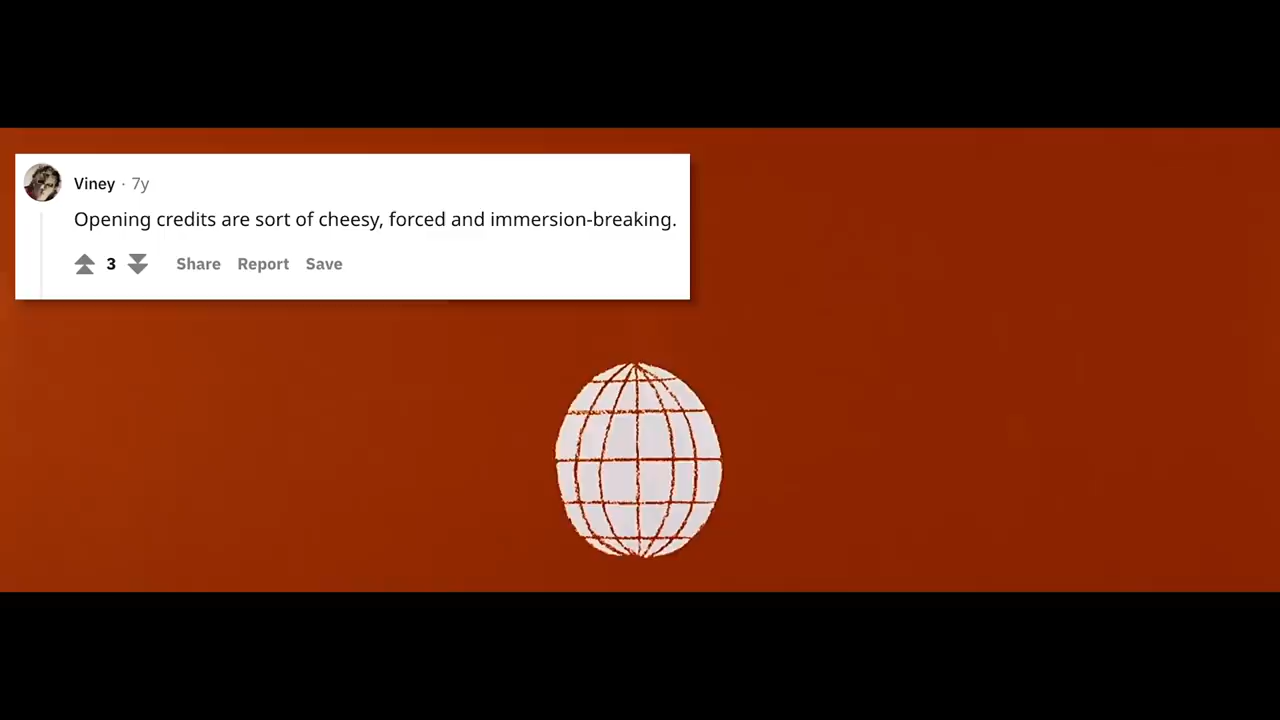 Viney · 7y
Opening credits are sort of cheesy, forced and immersion-breaking.
3 Share Report Save